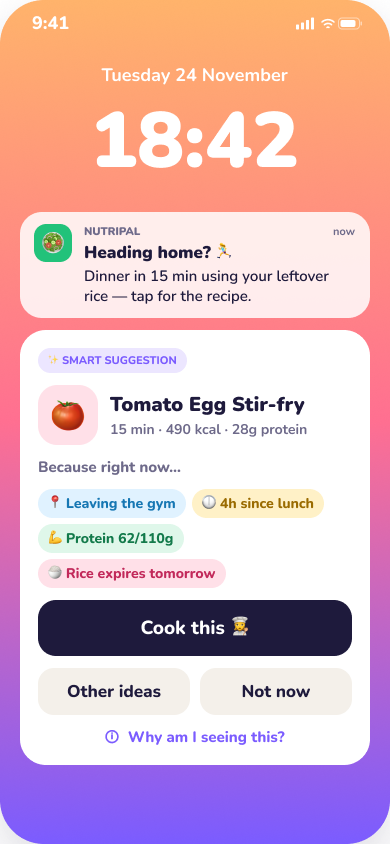 9:41
Tuesday 24 November
18:42
NUTRIPAL now
Heading home? 🏃
Dinner in 15 min using your leftover
rice — tap for the recipe.
✨ SMART SUGGESTION
Tomato Egg Stir-fry
15 min · 490 kcal · 28g protein
Because right now...
📍 Leaving the gym 🕓 4h since lunch
💪 Protein 62/110g
🍚 Rice expires tomorrow
Cook this 🧑‍🍳
Other ideas Not now
ⓘ Why am I seeing this?